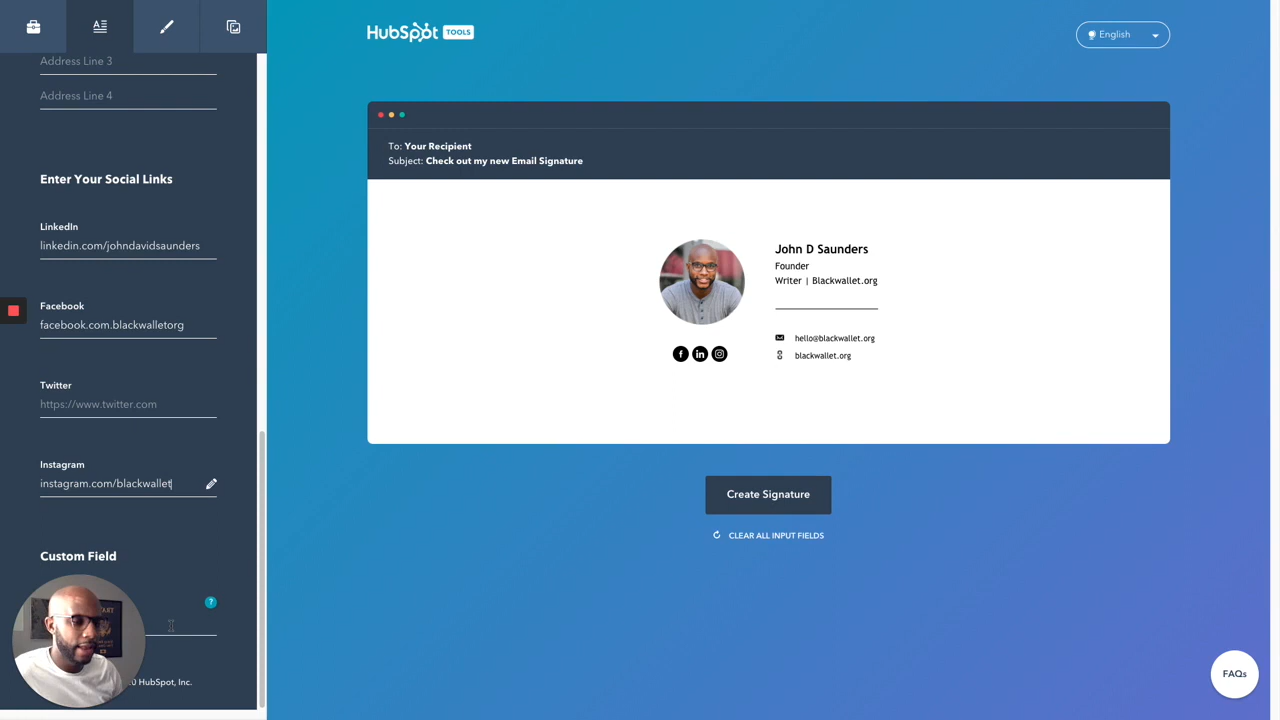 Address Line 3
Address Line 4
Enter Your Social Links
LinkedIn
linkedin.com/johndavidsaunders
Facebook
facebook.com.blackwalletorg
Twitter
https://www.twitter.com
Instagram
instagram.com/blackwallet
Custom Field
?
0 HubSpot, Inc.
HubSpot TOOLS
English
To: Your Recipient
Subject: Check out my new Email Signature
John D Saunders
Founder
Writer | Blackwallet.org
hello@blackwallet.org
blackwallet.org
Create Signature
CLEAR ALL INPUT FIELDS
FAQs